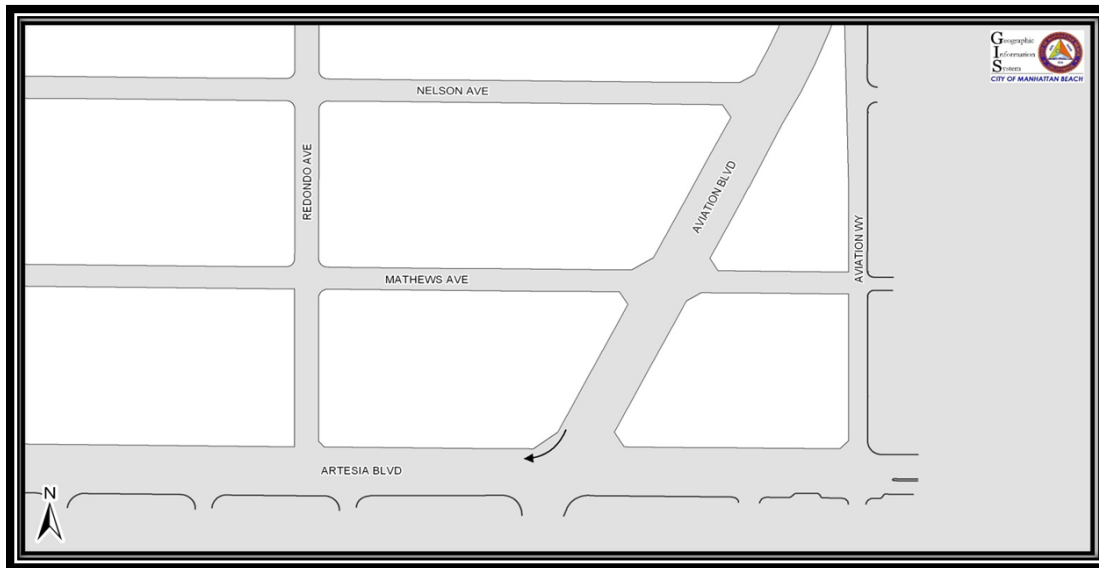 Geographic
Information
System
CITY OF MANHATTAN BEACH
NELSON AVE
REDONDO AVE
AVIATION BLVD
AVIATION WY
MATHEWS AVE
ARTESIA BLVD
N